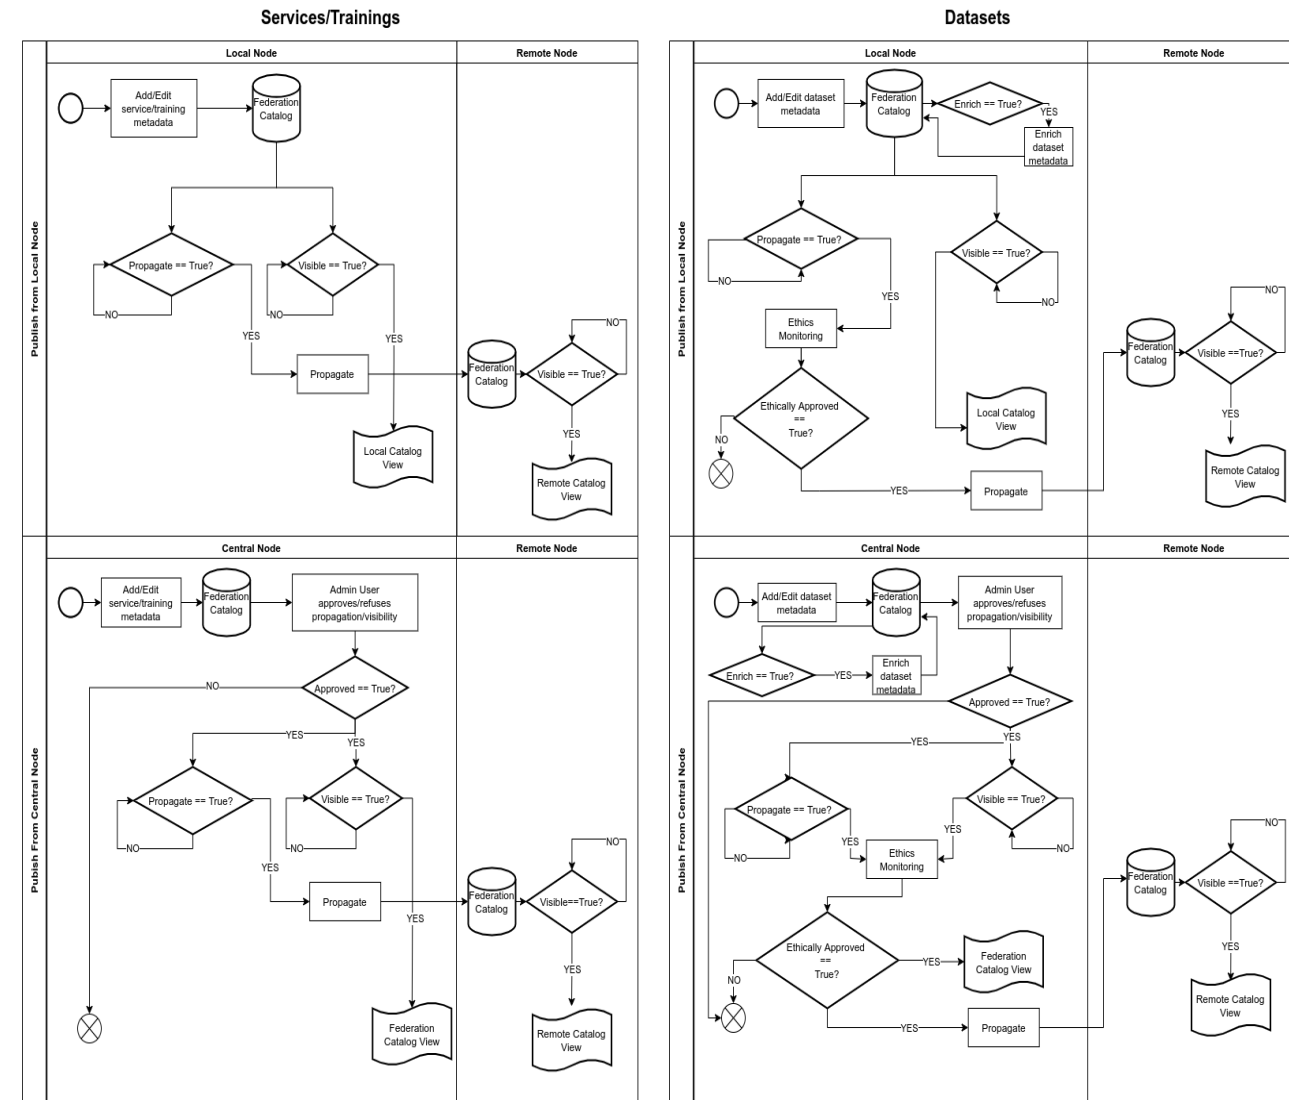 Services/Trainings
Local Node
Remote Node
Publish from Local Node
Add/Edit
service/training
metadata
Federation
Catalog
Propagate == True?
Visible == True?
NO
NO
YES
YES
Propagate
Local Catalog
View
Federation
Catalog
Visible == True?
NO
YES
Remote Catalog
View
Central Node
Remote Node
Pubish From Central Node
Add/Edit
service/training
metadata
Federation
Catalog
Admin User
approves/refuses
propagation/visibility
Approved == True?
NO
YES
YES
Propagate == True?
Visible == True?
NO
NO
YES
YES
Propagate
Federation
Catalog View
Federation
Catalog
Visible==True?
NO
YES
Remote Catalog
View
Datasets
Local Node
Remote Node
Publish from Local Node
Add/Edit dataset
metadata
Federation
Catalog
Enrich == True?
YES
Enrich
dataset
metadata
Propagate == True?
Visible == True?
NO
NO
YES
Ethics
Monitoring
Ethically Approved
==
True?
NO
YES
Propagate
Local Catalog
View
Federation
Catalog
Visible ==True?
NO
YES
Remote Catalog
View
Central Node
Remote Node
Pubish From Central Node
Add/Edit dataset
metadata
Federation
Catalog
Admin User
approves/refuses
propagation/visibility
Enrich == True?
YES
Enrich
dataset
metadata
Approved == True?
YES
YES
Propagate == True?
Visible == True?
NO
NO
YES
YES
Ethics
Monitoring
Ethically Approved
==
True?
NO
YES
YES
Federation
Catalog View
Propagate
Federation
Catalog
Visible ==True?
NO
YES
Remote Catalog
View